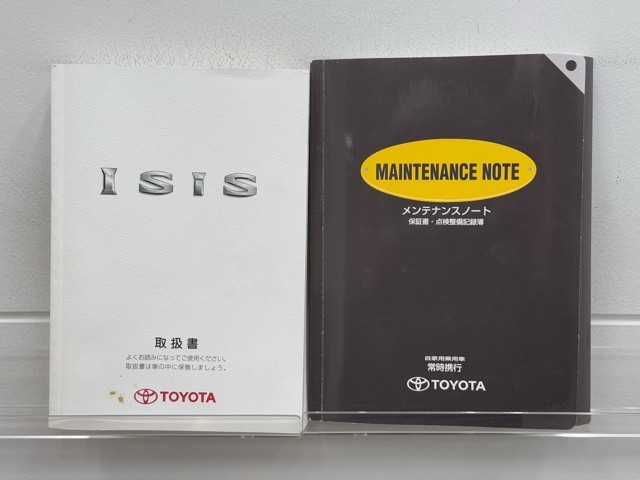 ISIS
取扱書
よくお読みになってご使用ください。
取扱書は車の中に保管しましょう。
TOYOTA
MAINTENANCE NOTE
メンテナンスノート
保証書・点検整備記録簿
自家用乗用車
常時携行
TOYOTA